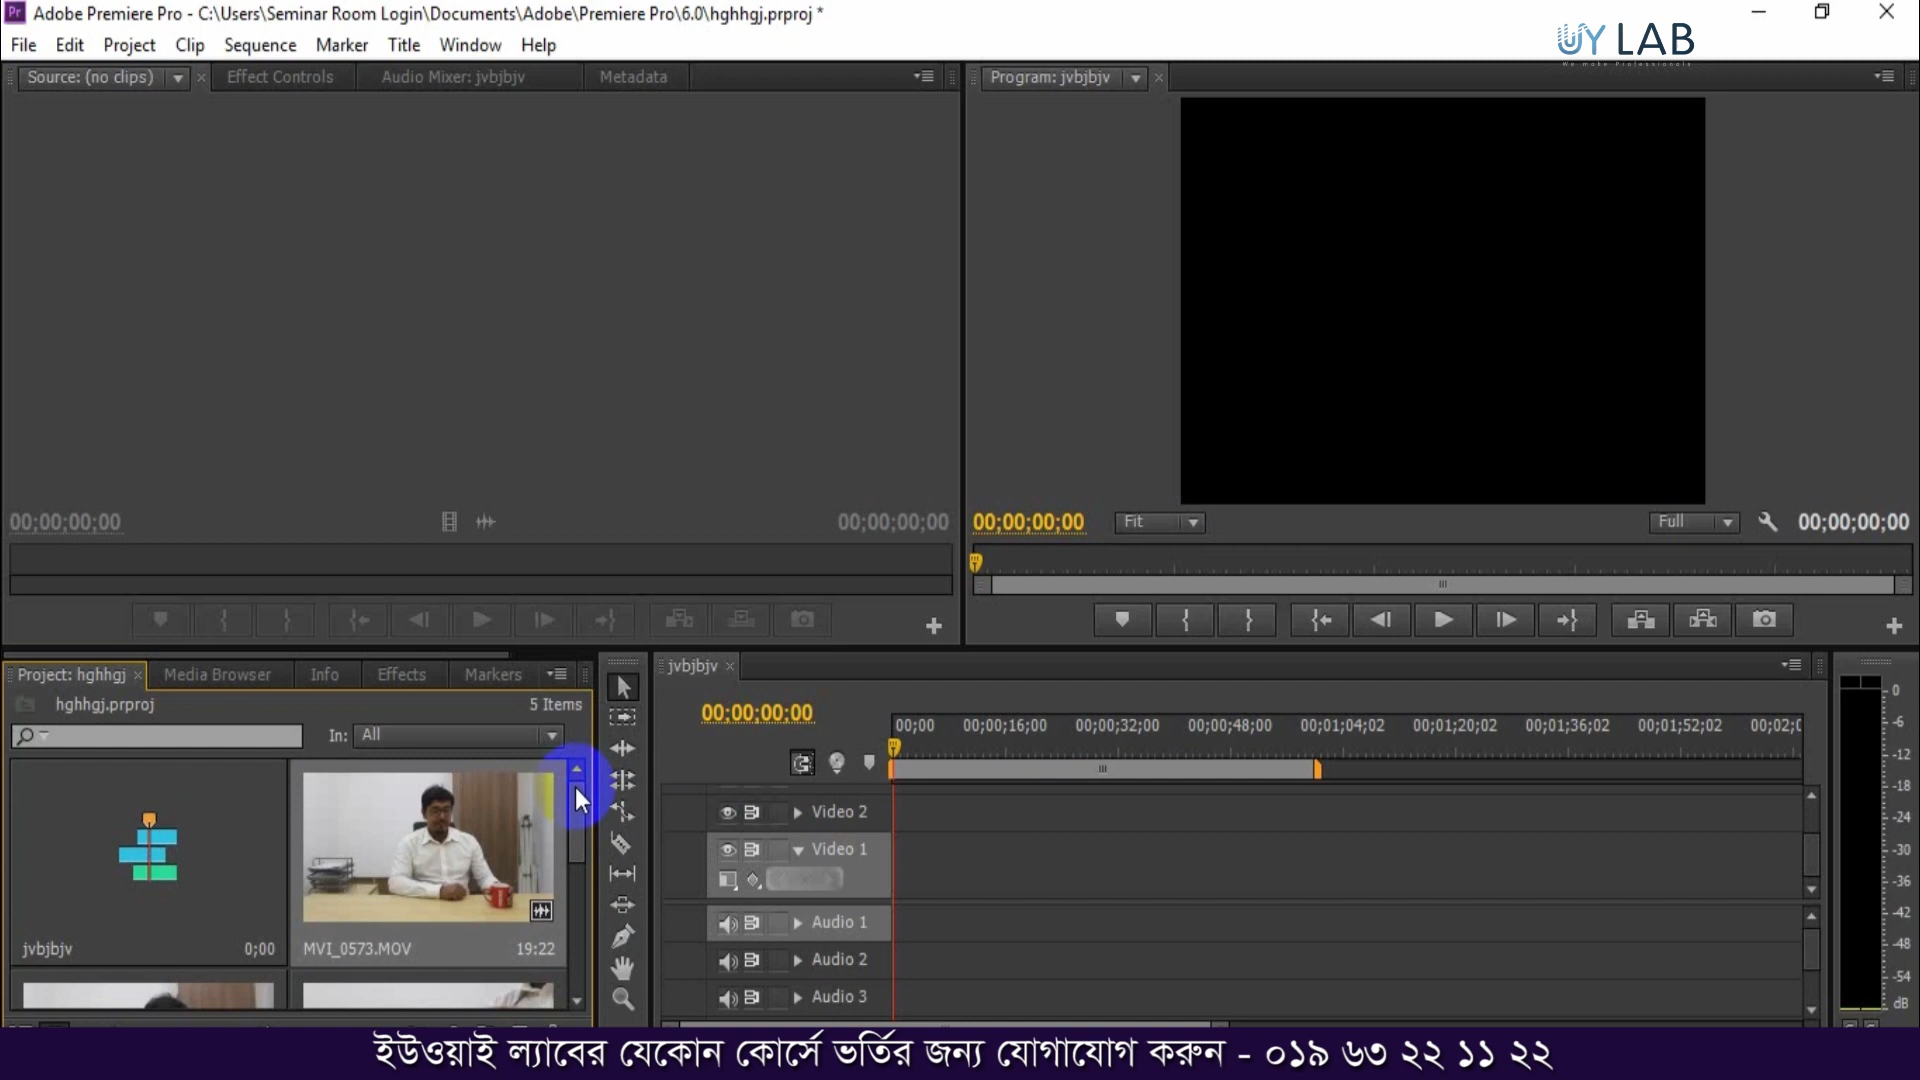 Adobe Premiere Pro - C:\Users\Seminar Room Login\Documents\Adobe\Premiere Pro\6.0\hghhgj.prproj *
File Edit Project Clip Sequence Marker Title Window Help
UY LAB
We make Professionals
Source: (no clips) Effect Controls Audio Mixer: jvbjbjv Metadata
Program: jvbjbjv
00;00;00;00 00;00;00;00
00;00;00;00 Fit Full 00;00;00;00
Project: hghhgj Media Browser Info Effects Markers
hghhgj.prproj 5 Items
In: All
jvbjbjv 0;00
MVI_0573.MOV 19:22
jvbjbjv
00;00;00;00
00;00 00;00;16;00 00;00;32;00 00;00;48;00 00;01;04;02 00;01;20;02 00;01;36;02 00;01;52;02 00;02;0
Video 2
Video 1
Audio 1
Audio 2
Audio 3
0
-6
-12
-18
-24
-30
-36
-42
-48
-54
dB
ইউওয়াই ল্যাবের যেকোন কোর্সে ভর্তির জন্য যোগাযোগ করুন - ০১৯ ৬৩ ২২ ১১ ২২